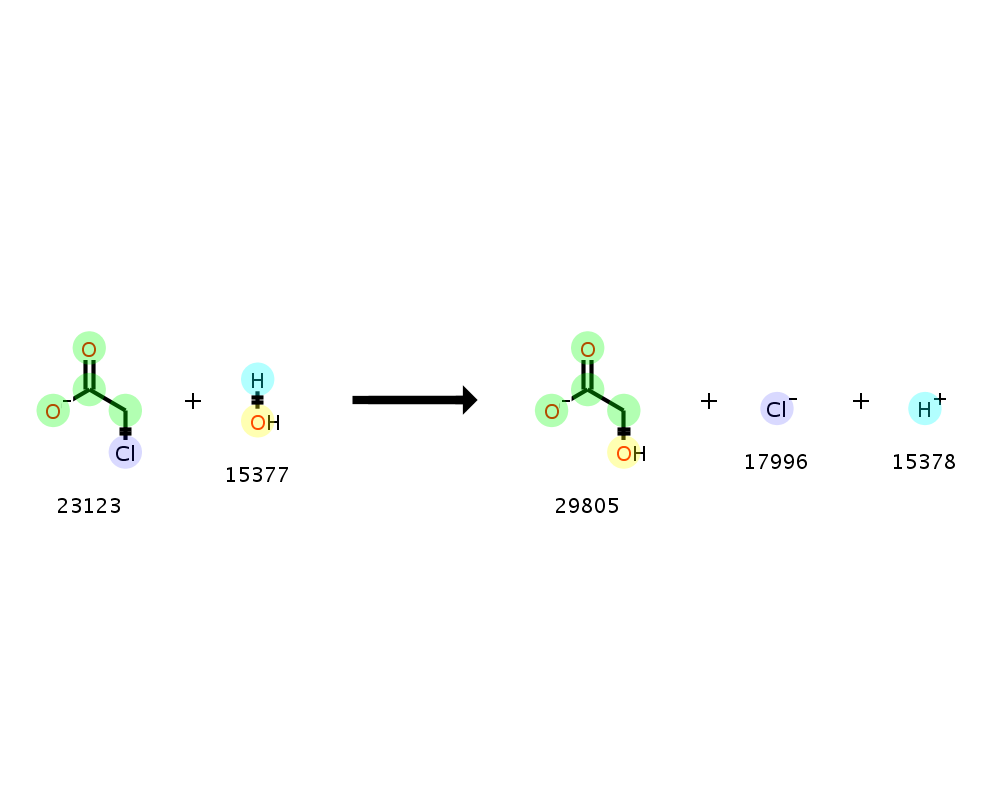 O
O-
Cl
23123
+
H
OH
15377
O
O-
OH
29805
+
Cl-
17996
+
H+
15378